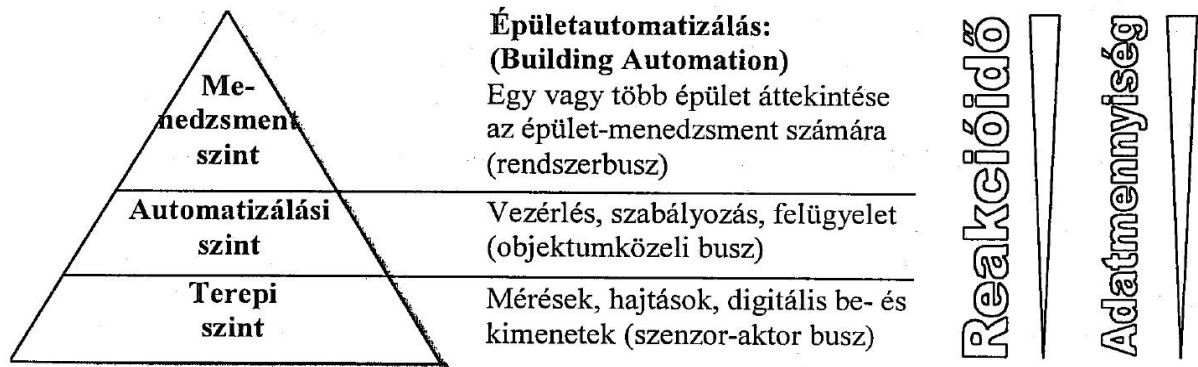 Me-
nedzsment
szint
Épületautomatizálás:
(Building Automation)
Egy vagy több épület áttekintése
az épület-menedzsment számára
(rendszerbusz)
Automatizálási
szint
Vezérlés, szabályozás, felügyelet
(objektumközeli busz)
Terepi
szint
Mérések, hajtások, digitális be- és
kimenetek (szenzor-aktor busz)
Reakcióidő
Adatmennyiség